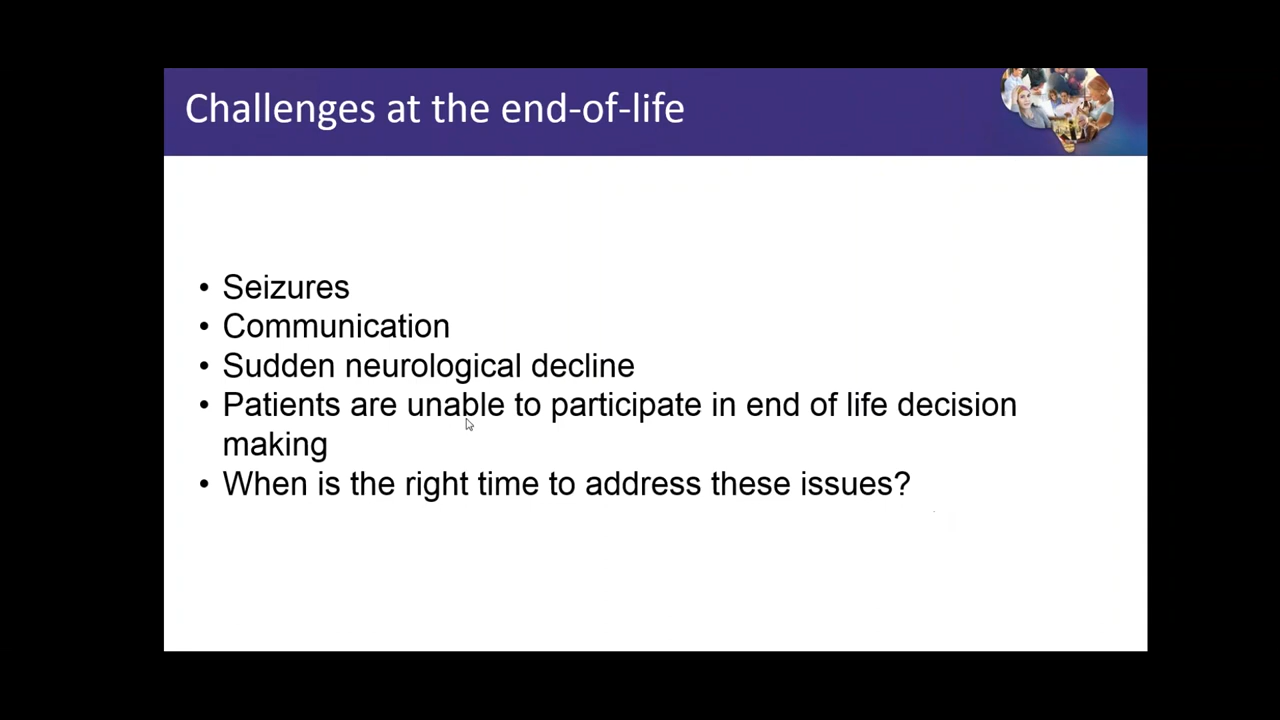 Challenges at the end-of-life
• Seizures
• Communication
• Sudden neurological decline
• Patients are unable to participate in end of life decision
making
• When is the right time to address these issues?